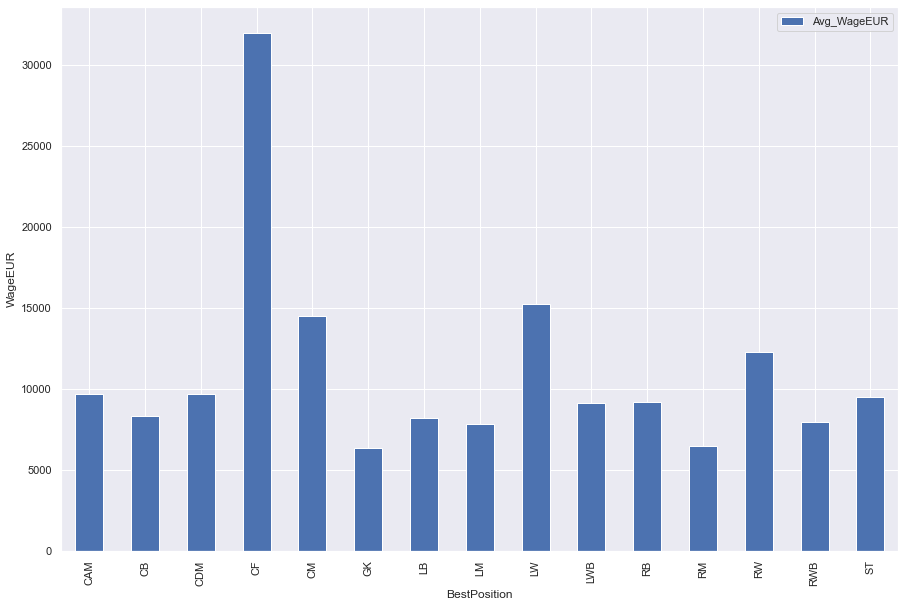 Avg_WageEUR
30000
25000
20000
15000
10000
5000
0
WageEUR
CAM
CB
CDM
CF
CM
GK
LB
LM
LW
LWB
RB
RM
RW
RWB
ST
BestPosition